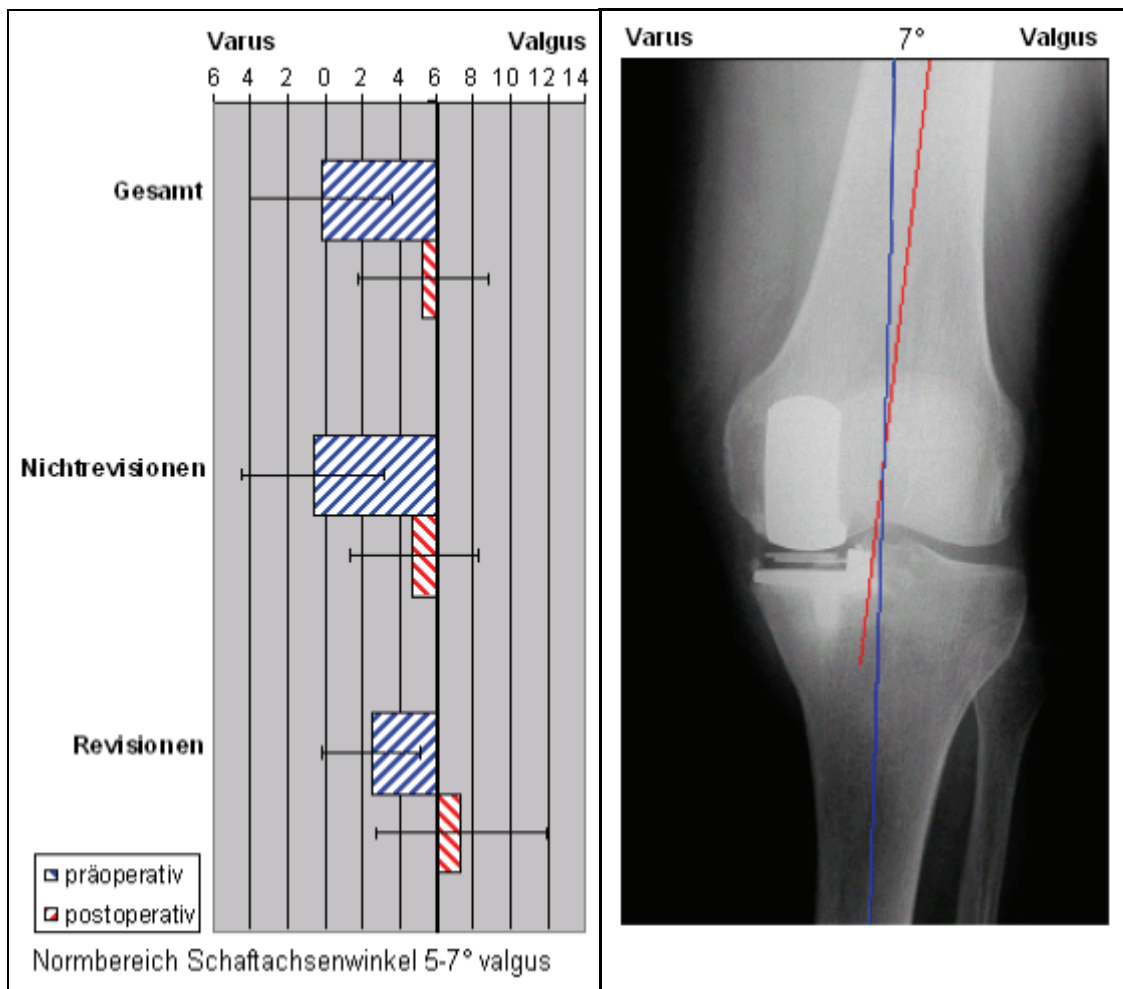 Varus Valgus
6 4 2 0 2 4 6 8 10 12 14
Gesamt
Nichtrevisionen
Revisionen
präoperativ
postoperativ
Normbereich Schaftachsenwinkel 5-7° valgus
Varus 7° Valgus